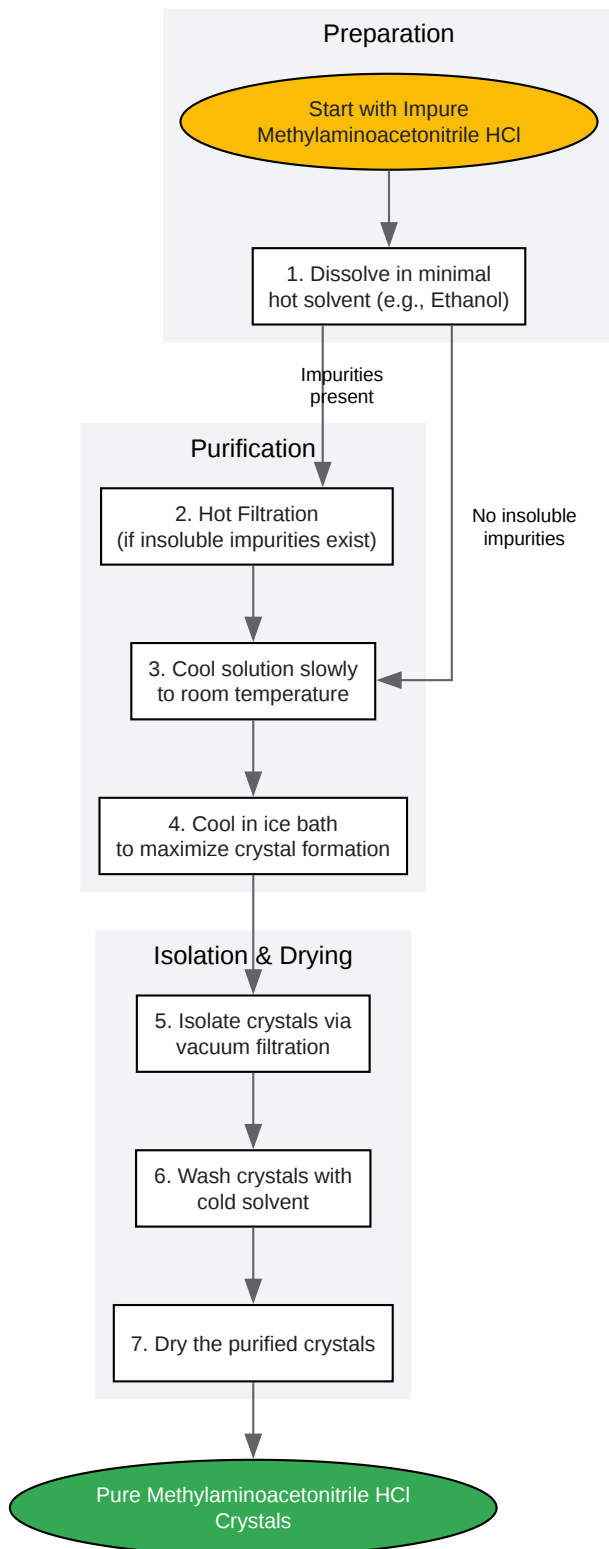 Preparation
Start with Impure
Methylaminoacetonitrile HCl
1. Dissolve in minimal
hot solvent (e.g., Ethanol)
Impurities
present
Purification
2. Hot Filtration
(if insoluble impurities exist)
No insoluble
impurities
3. Cool solution slowly
to room temperature
4. Cool in ice bath
to maximize crystal formation
Isolation & Drying
5. Isolate crystals via
vacuum filtration
6. Wash crystals with
cold solvent
7. Dry the purified crystals
Pure Methylaminoacetonitrile HCl
Crystals